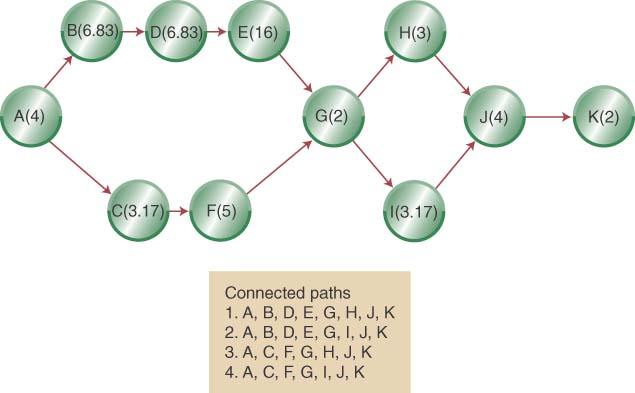 B(6.83) D(6.83) E(16) H(3)
A(4) G(2) J(4) K(2)
C(3.17) F(5) I(3.17)
Connected paths
1. A, B, D, E, G, H, J, K
2. A, B, D, E, G, I, J, K
3. A, C, F, G, H, J, K
4. A, C, F, G, I, J, K